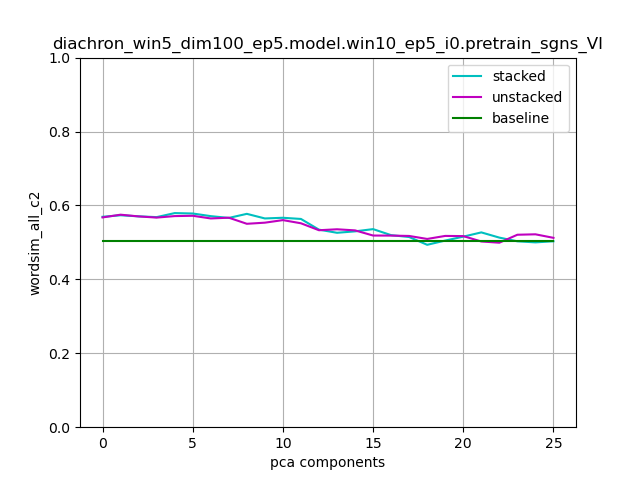 diachron_win5_dim100_ep5.model.win10_ep5_i0.pretrain_sgns_VI
stacked
unstacked
baseline
wordsim_all_c2
1.0
0.8
0.6
0.4
0.2
0.0
0 5 10 15 20 25
pca components